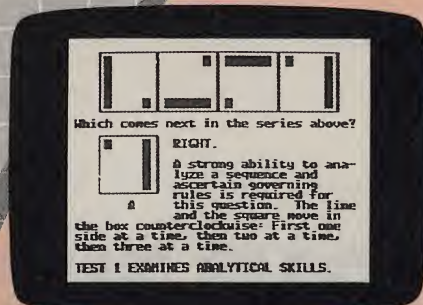 Which comes next in the series above?
RIGHT.
A strong ability to ana-
lyze a sequence and
ascertain governing
rules is required for
this question. The line
A
and the square move in
the box counterclockwise: First one
side at a time, then two at a time,
then three at a time.
TEST 1 EXAMINES ANALYTICAL SKILLS.